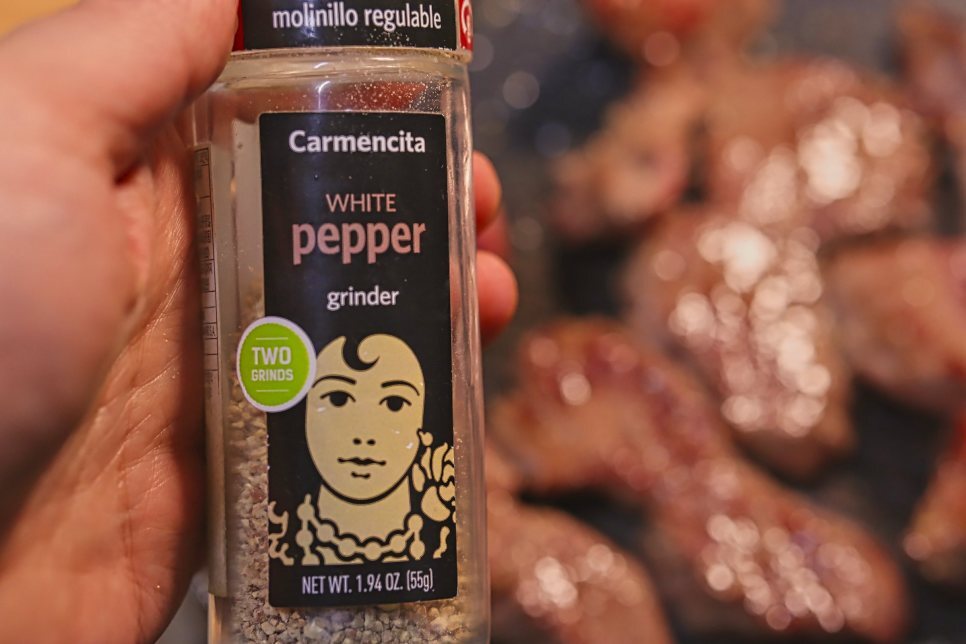 molinillo regulable
Carmencita
WHITE
pepper
grinder
TWO
GRINDS
NET WT. 1.94 OZ. (55g)